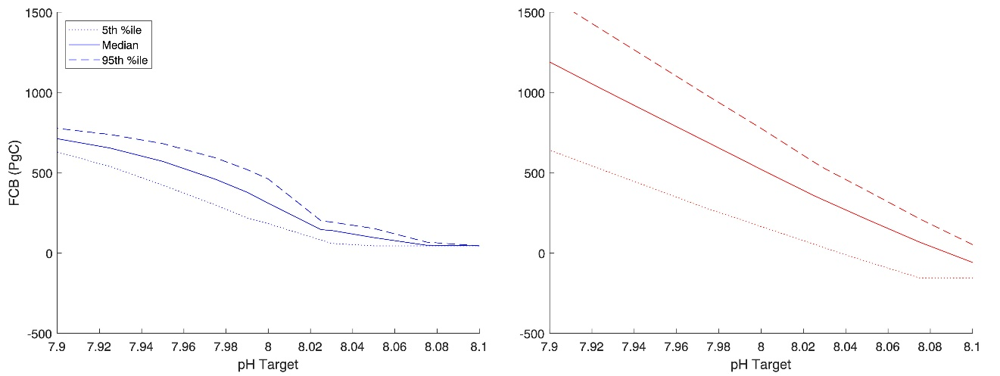 1500
1000
500
0
-500
FCB (PgC)
5th %ile
Median
95th %ile
7.9 7.92 7.94 7.96 7.98 8 8.02 8.04 8.06 8.08 8.1
pH Target
1500
1000
500
0
-500
7.9 7.92 7.94 7.96 7.98 8 8.02 8.04 8.06 8.08 8.1
pH Target